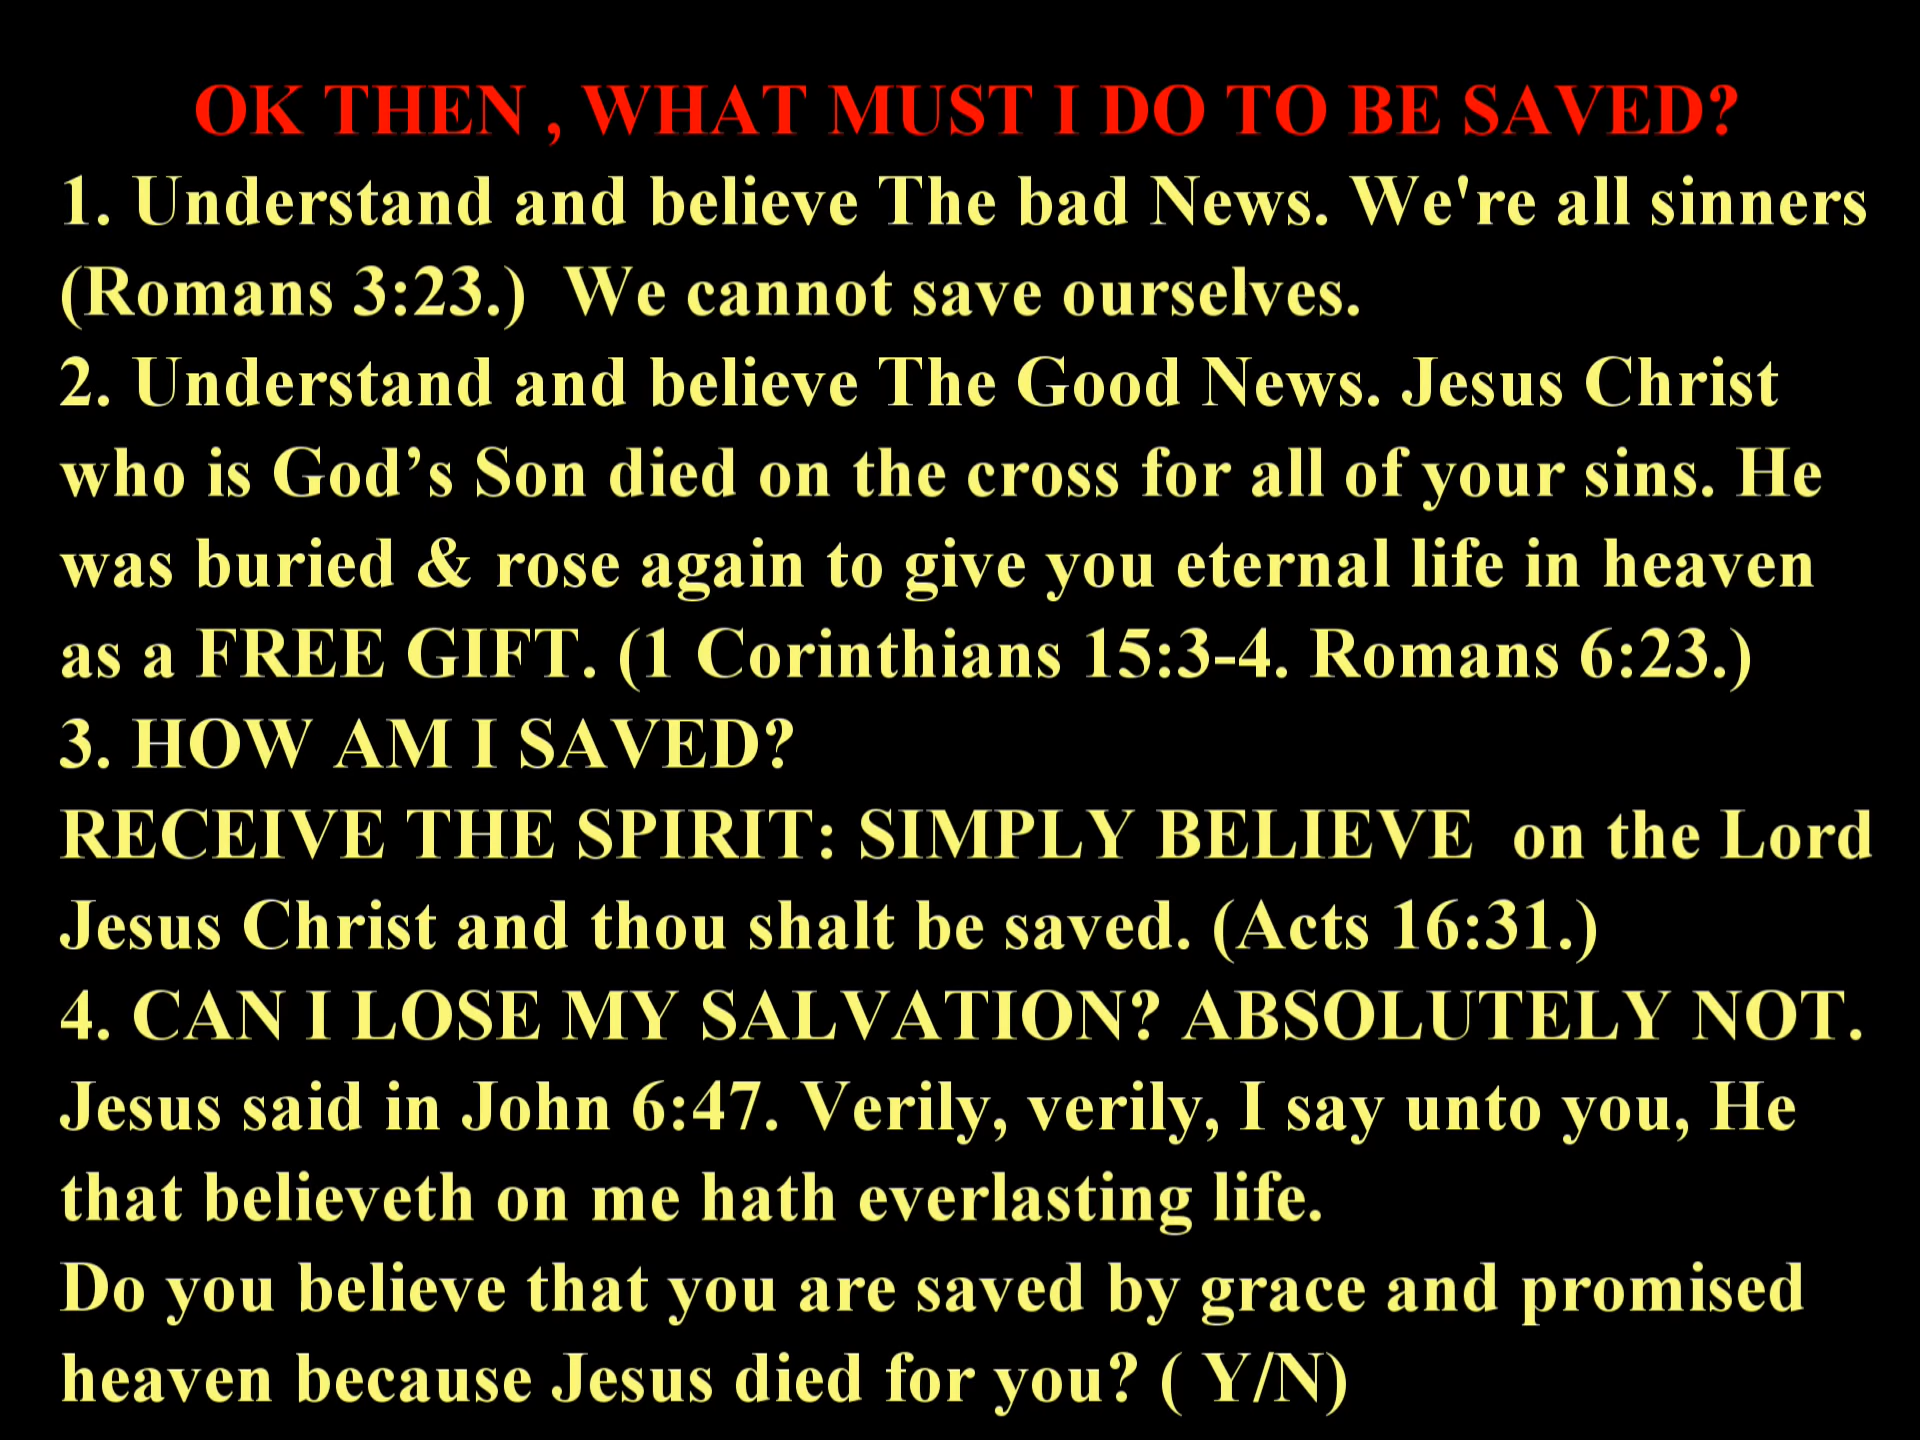 OK THEN , WHAT MUST I DO TO BE SAVED?
1. Understand and believe The bad News. We're all sinners
(Romans 3:23.)  We cannot save ourselves.
2. Understand and believe The Good News. Jesus Christ
who is God’s Son died on the cross for all of your sins. He
was buried & rose again to give you eternal life in heaven
as a FREE GIFT. (1 Corinthians 15:3-4. Romans 6:23.)
3. HOW AM I SAVED?
RECEIVE THE SPIRIT: SIMPLY BELIEVE  on the Lord
Jesus Christ and thou shalt be saved. (Acts 16:31.)
4. CAN I LOSE MY SALVATION? ABSOLUTELY NOT.
Jesus said in John 6:47. Verily, verily, I say unto you, He
that believeth on me hath everlasting life.
Do you believe that you are saved by grace and promised
heaven because Jesus died for you? ( Y/N)